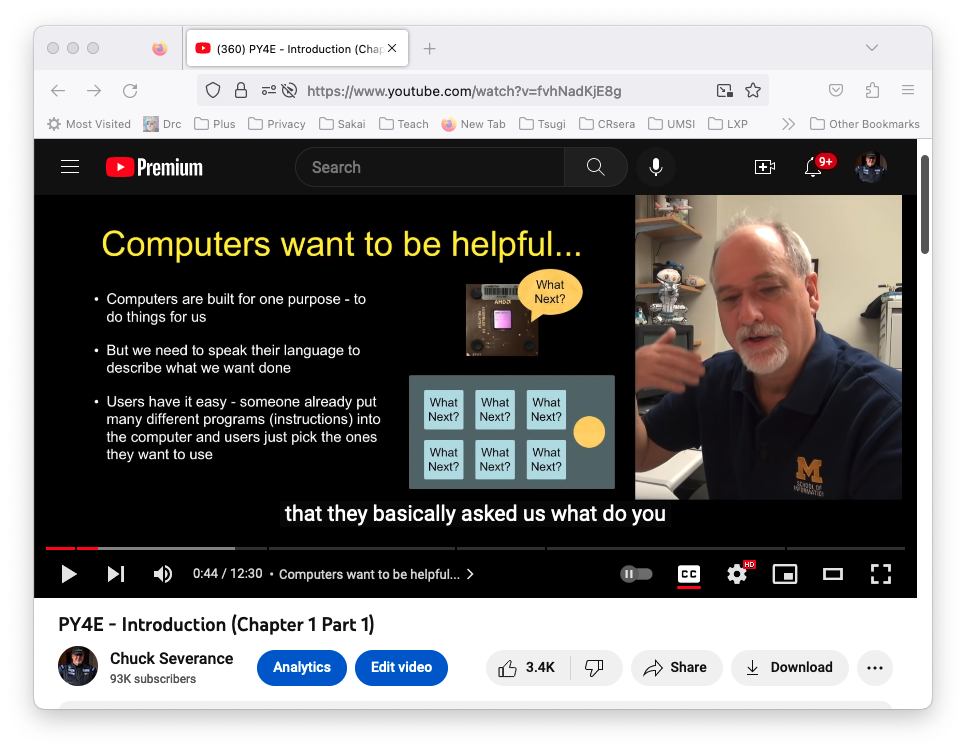 (360) PY4E - Introduction (Chap
https://www.youtube.com/watch?v=fvhNadKjE8g
Most Visited Drc Plus Privacy Sakai Teach New Tab Tsugi CRsera UMSI LXP Other Bookmarks
Premium
Search
9+
Computers want to be helpful...
• Computers are built for one purpose - to
do things for us
• But we need to speak their language to
describe what we want done
• Users have it easy - someone already put
many different programs (instructions) into
the computer and users just pick the ones
they want to use
What
Next?
AMD
What What What
Next? Next? Next?
What What What
Next? Next? Next?
M
SCHOOL OF
INFORMATION
that they basically asked us what do you
0:44 / 12:30 • Computers want to be helpful...
CC
HD
PY4E - Introduction (Chapter 1 Part 1)
Chuck Severance
93K subscribers
Analytics
Edit video
3.4K
Share
Download